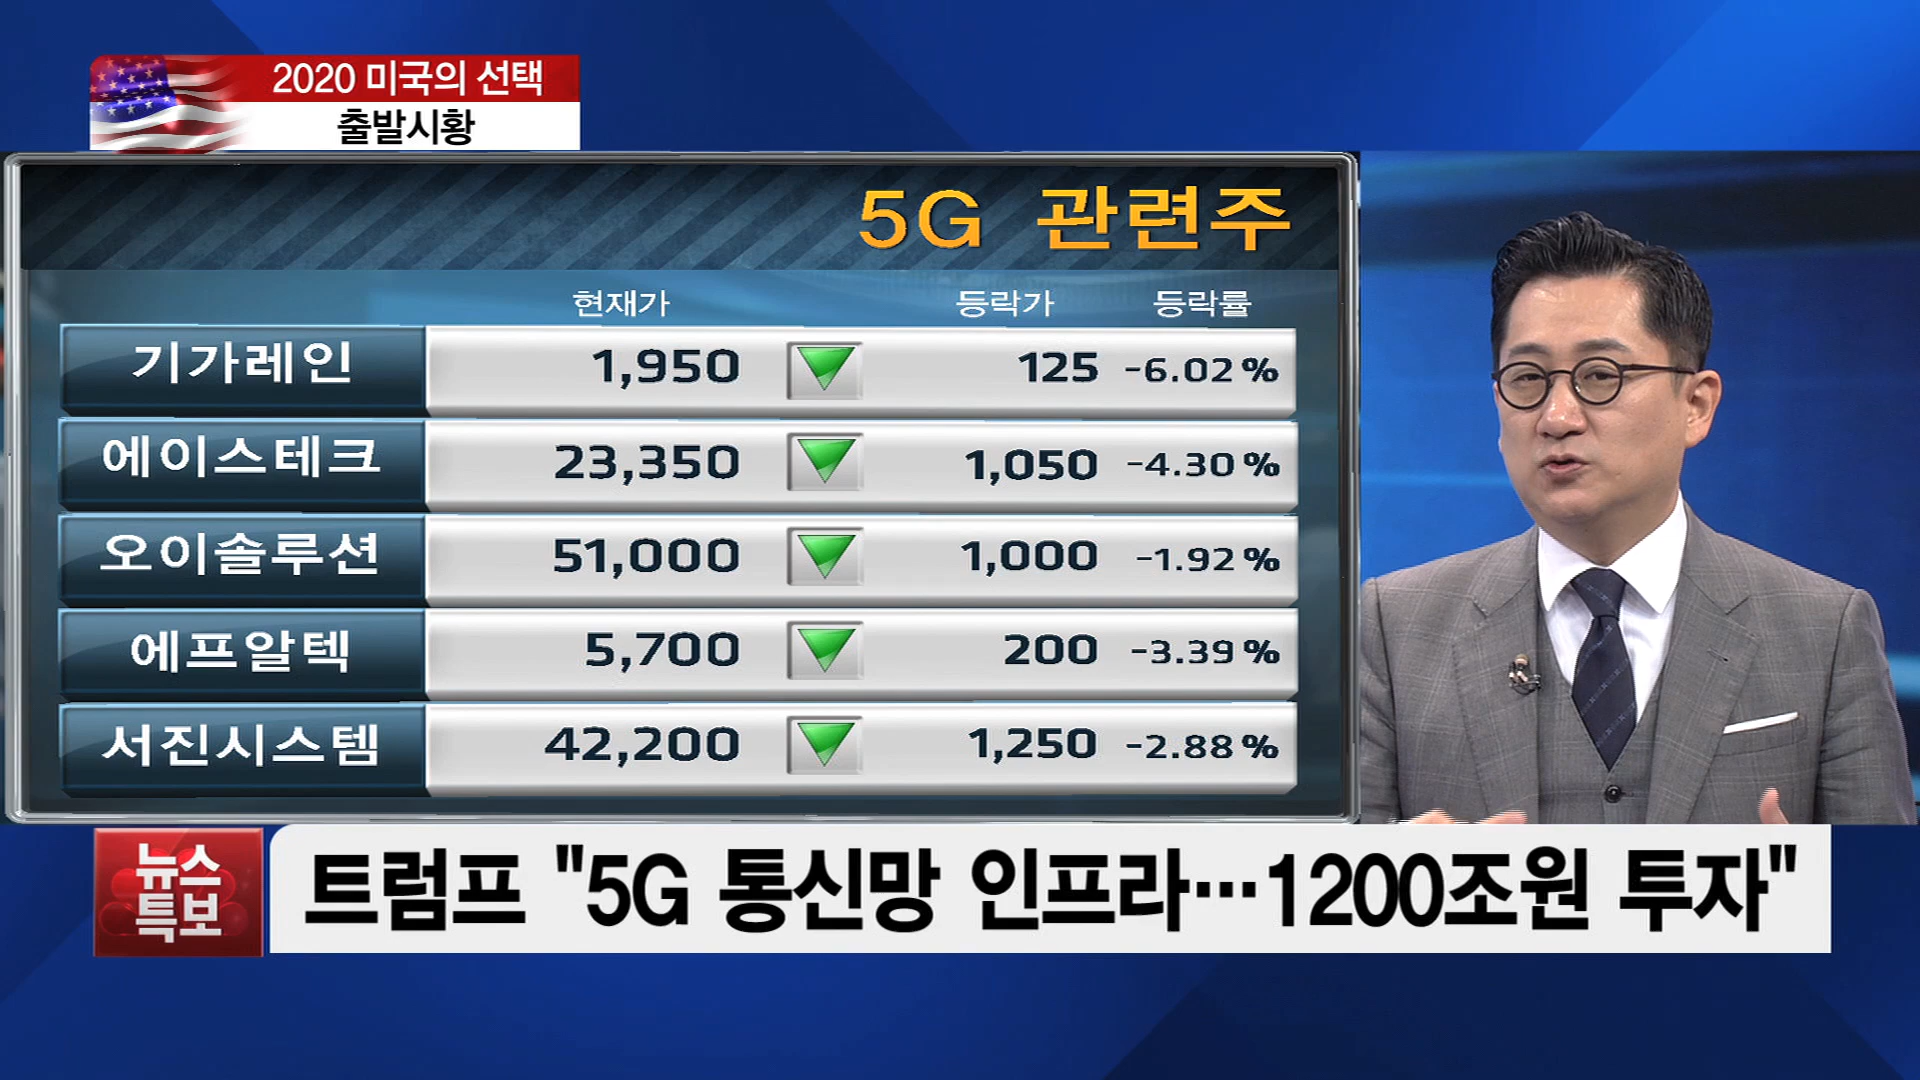 2020 미국의 선택
출발시황
5G 관련주
현재가 등락가 등락률
기가레인 1,950 125 -6.02%
에이스테크 23,350 1,050 -4.30%
오이솔루션 51,000 1,000 -1.92%
에프알텍 5,700 200 -3.39%
서진시스템 42,200 1,250 -2.88%
뉴스
특보
트럼프 "5G 통신망 인프라…1200조원 투자"